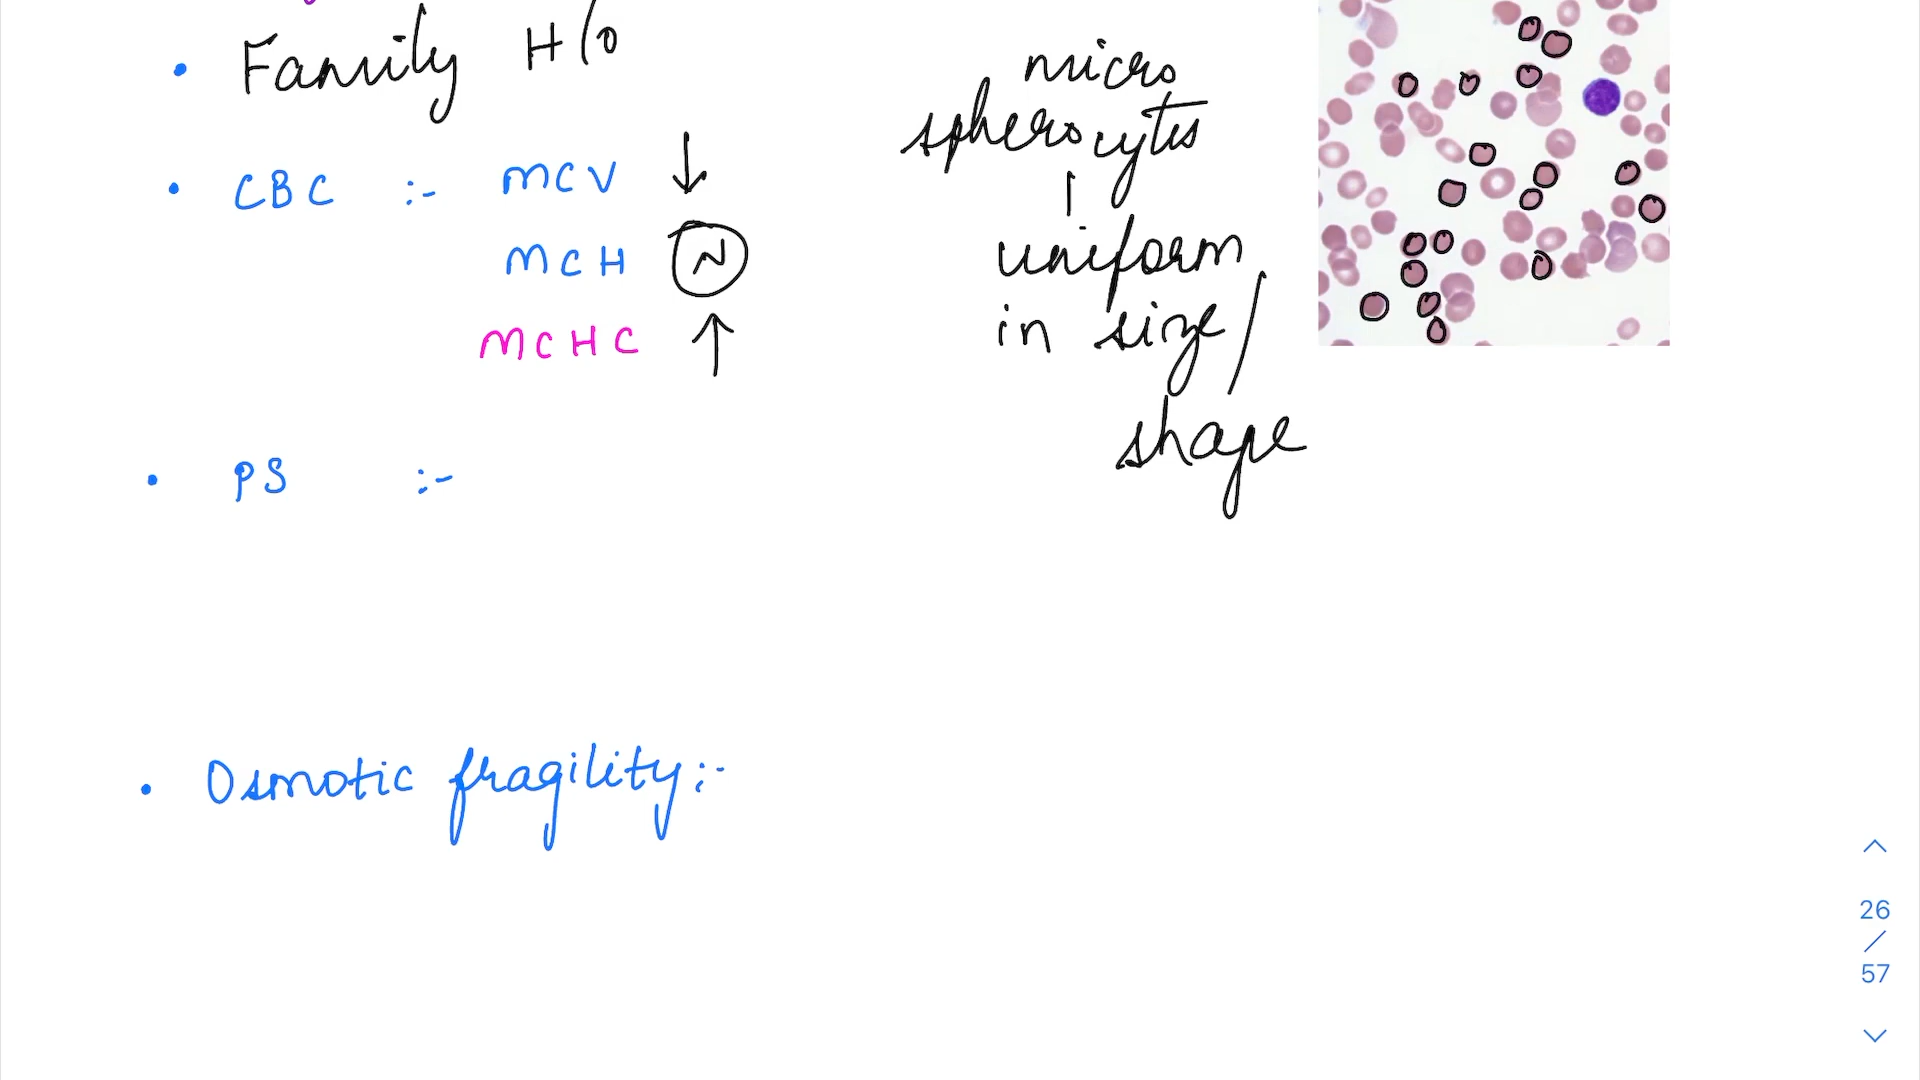 • Family H/o
• CBC :- MCV ↓
MCH N
MCHC ↑
micro
spherocytes
uniform
in size/
shape
• PS :-
• Osmotic fragility:-
26
/
57